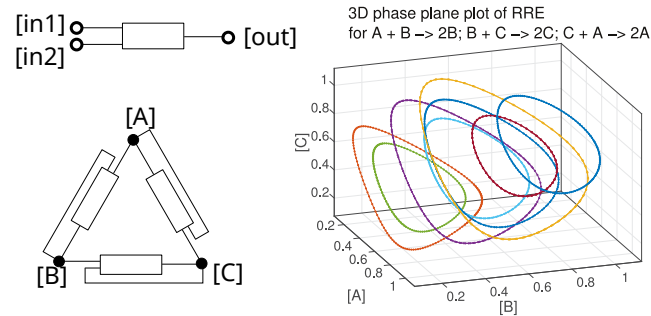 [in1]
[in2]
[out]
[A]
[B]
[C]
3D phase plane plot of RRE
for A + B -> 2B; B + C -> 2C; C + A -> 2A
1
0.8
0.6
0.4
0.2
[C]
0.2
0.4
0.6
0.8
1
[A]
0.2
0.4
0.6
0.8
1
[B]